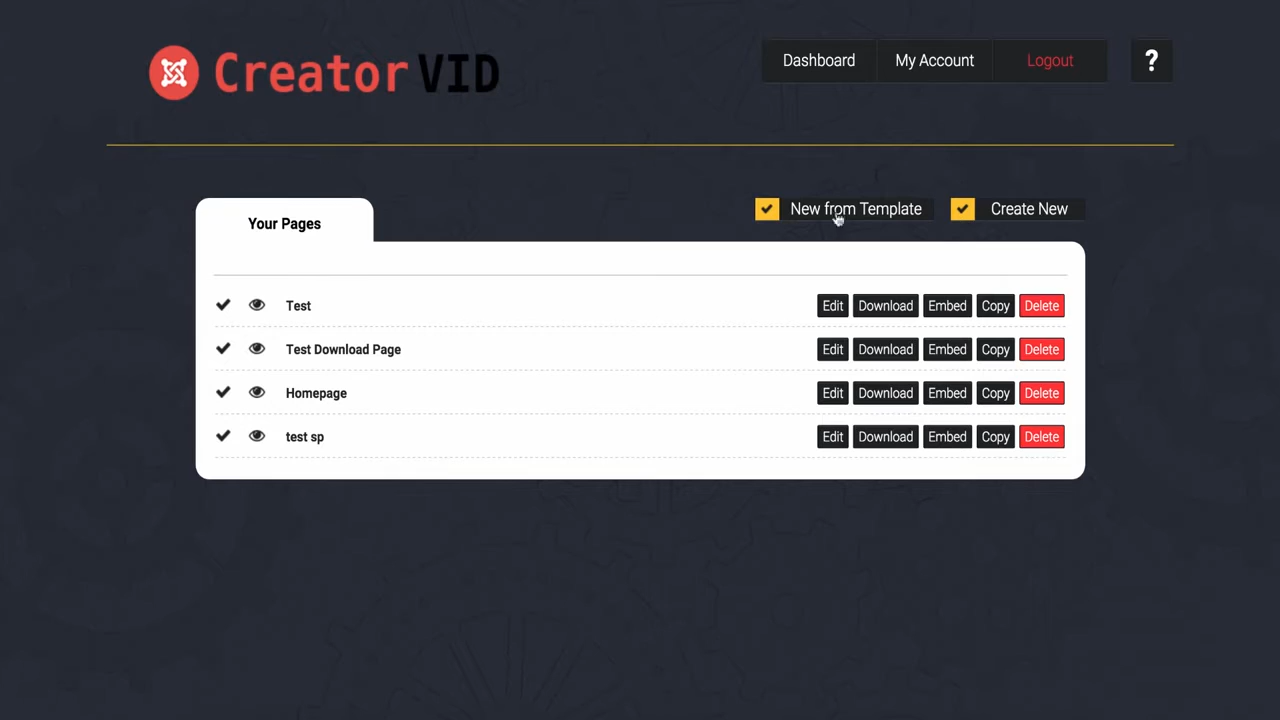 Creator VID
Dashboard My Account Logout ?
Your Pages
New from Template Create New
Test Edit Download Embed Copy Delete
Test Download Page Edit Download Embed Copy Delete
Homepage Edit Download Embed Copy Delete
test sp Edit Download Embed Copy Delete